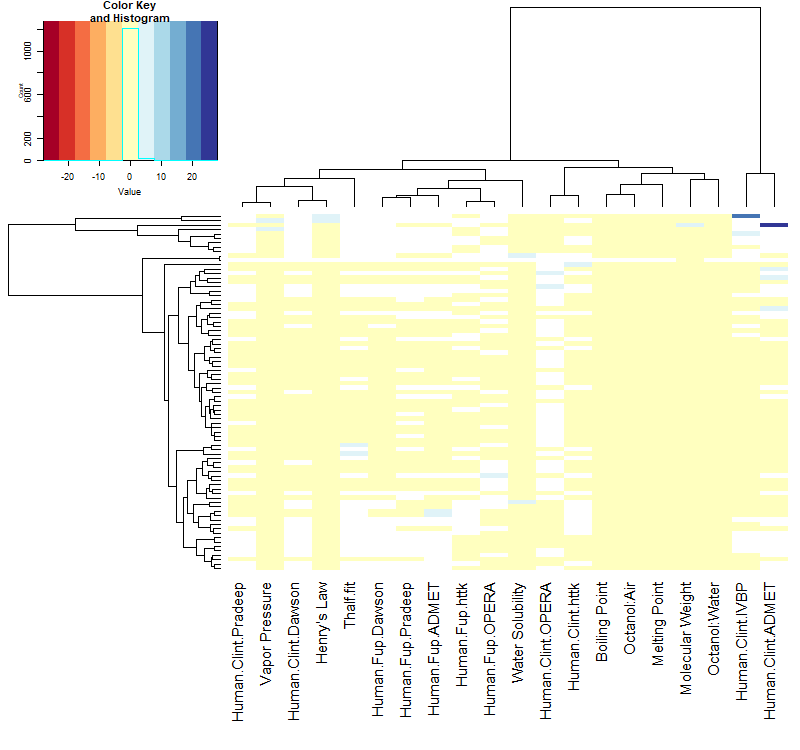 Color Key
and Histogram
Count
0
200
600
1000
-20
-10
0
10
20
Value
Human.Clint.Pradeep
Vapor Pressure
Human.Clint.Dawson
Henry's Law
Thalf.fit
Human.Fup.Dawson
Human.Fup.Pradeep
Human.Fup.ADMET
Human.Fup.httk
Human.Fup.OPERA
Water Solubility
Human.Clint.OPERA
Human.Clint.httk
Boiling Point
Octanol:Air
Melting Point
Molecular Weight
Octanol:Water
Human.Clint.IVBP
Human.Clint.ADMET